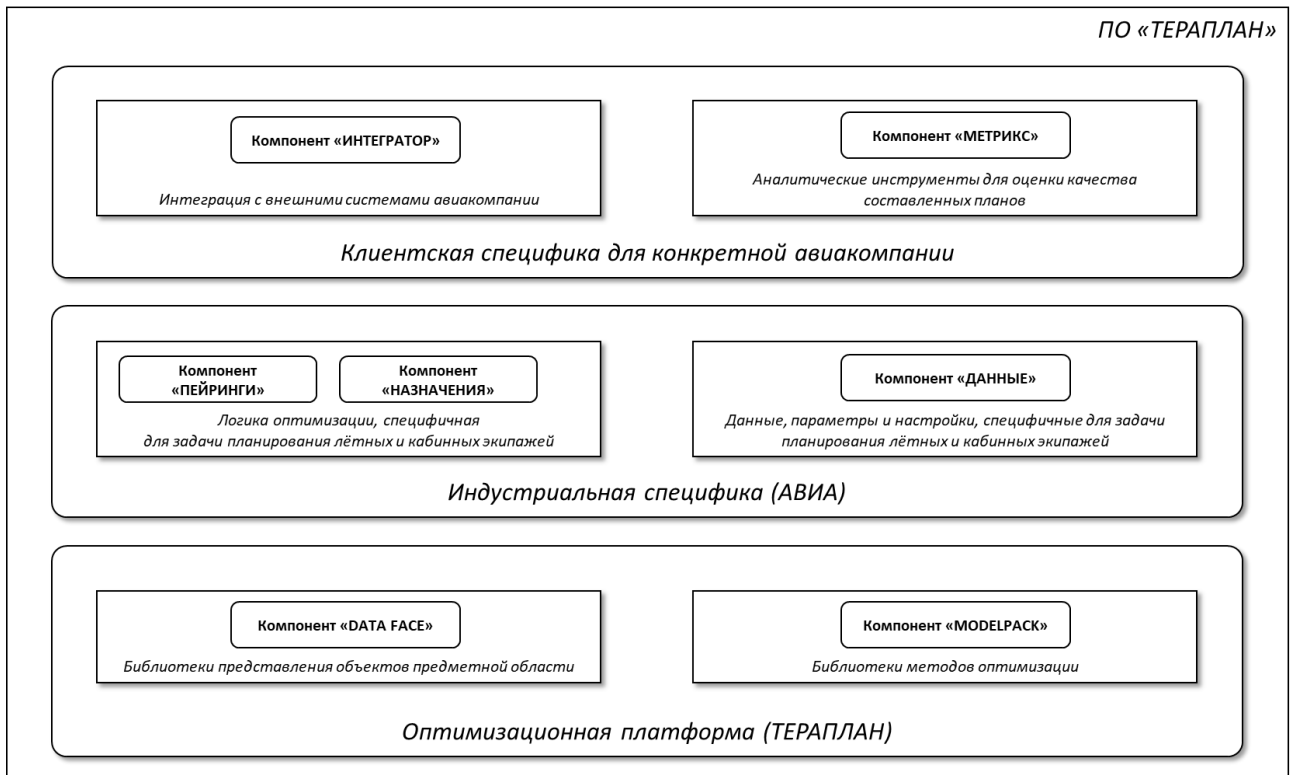 ПО «ТЕРАПЛАН»
Компонент «ИНТЕГРАТОР»
Интеграция с внешними системами авиакомпании
Компонент «МЕТРИКС»
Аналитические инструменты для оценки качества
составленных планов
Клиентская специфика для конкретной авиакомпании
Компонент
«ПЕЙРИНГИ»
Компонент
«НАЗНАЧЕНИЯ»
Логика оптимизации, специфичная
для задачи планирования лётных и кабинных экипажей
Компонент «ДАННЫЕ»
Данные, параметры и настройки, специфичные для задачи
планирования лётных и кабинных экипажей
Индустриальная специфика (АВИА)
Компонент «DATA FACE»
Библиотеки представления объектов предметной области
Компонент «MODELPACK»
Библиотеки методов оптимизации
Оптимизационная платформа (ТЕРАПЛАН)